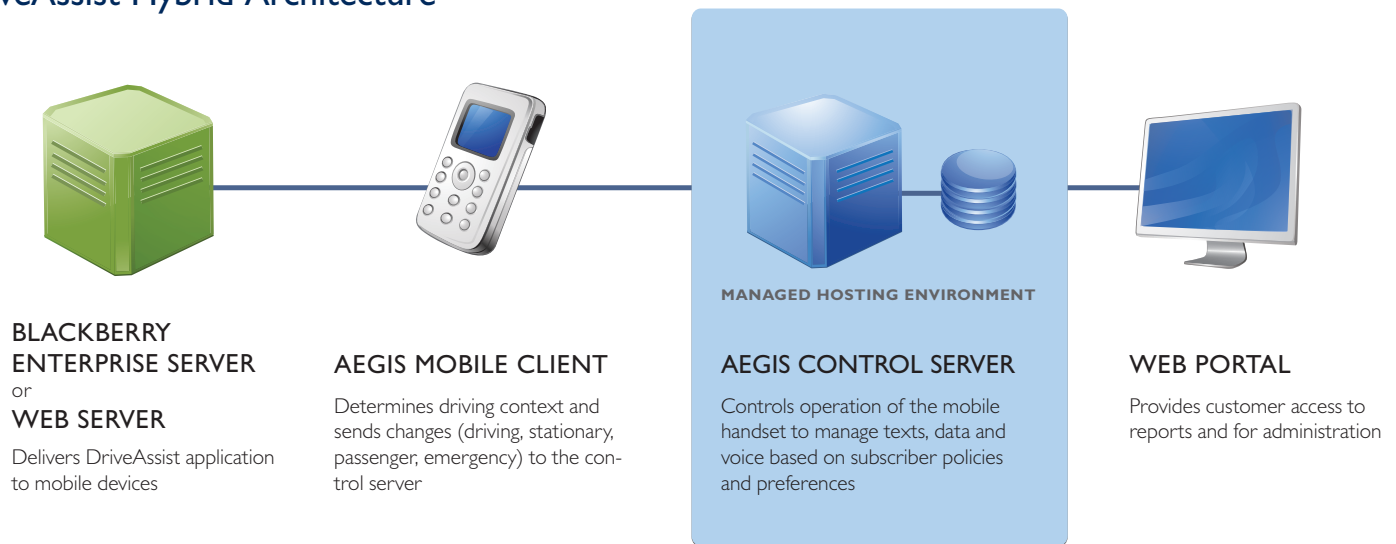 Assist Hybrid Architecture
MANAGED HOSTING ENVIRONMENT
BLACKBERRY
ENTERPRISE SERVER
or
WEB SERVER
Delivers DriveAssist application
to mobile devices
AEGIS MOBILE CLIENT
Determines driving context and
sends changes (driving, stationary,
passenger, emergency) to the con-
trol server
AEGIS CONTROL SERVER
Controls operation of the mobile
handset to manage texts, data and
voice based on subscriber policies
and preferences
WEB PORTAL
Provides customer access to
reports and for administration